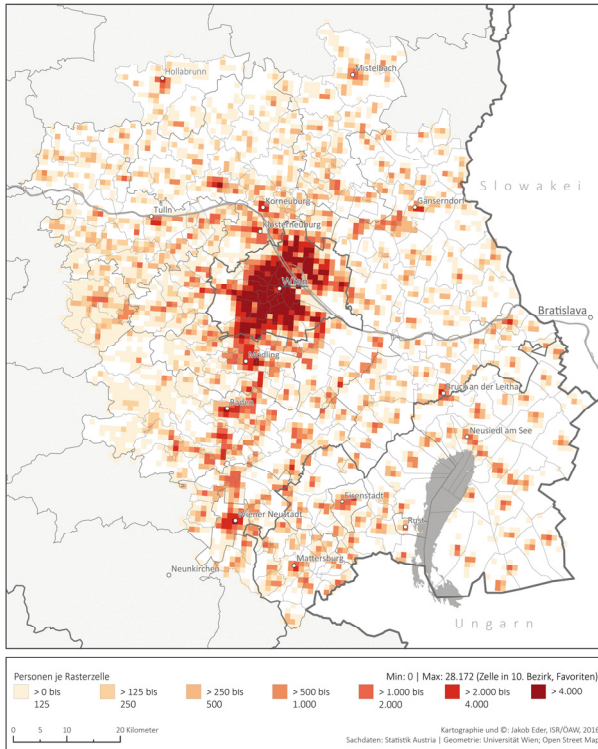 Hollabrunn
Mistelbach
Slowakei
Gänserndorf
Korneuburg
Tulln
Klosterneuburg
Wien
Bratislava
Mödling
Bruck an der Leitha
Baden
Neusiedl am See
Eisenstadt
Wiener Neustadt
Rust
Mattersburg
Neunkirchen
Ungarn
Personen je Rasterzelle
Min: 0 | Max: 28.172 (Zelle in 10. Bezirk, Favoriten)
> 0 bis > 125 bis > 250 bis > 500 bis > 1.000 bis > 2.000 bis > 4.000
125 250 500 1.000 2.000 4.000
0 5 10 20 Kilometer
Kartographie und ©: Jakob Eder, ISR/ÖAW, 2016
Sachdaten: Statistik Austria | Geometrie: Universität Wien; Open Street Map